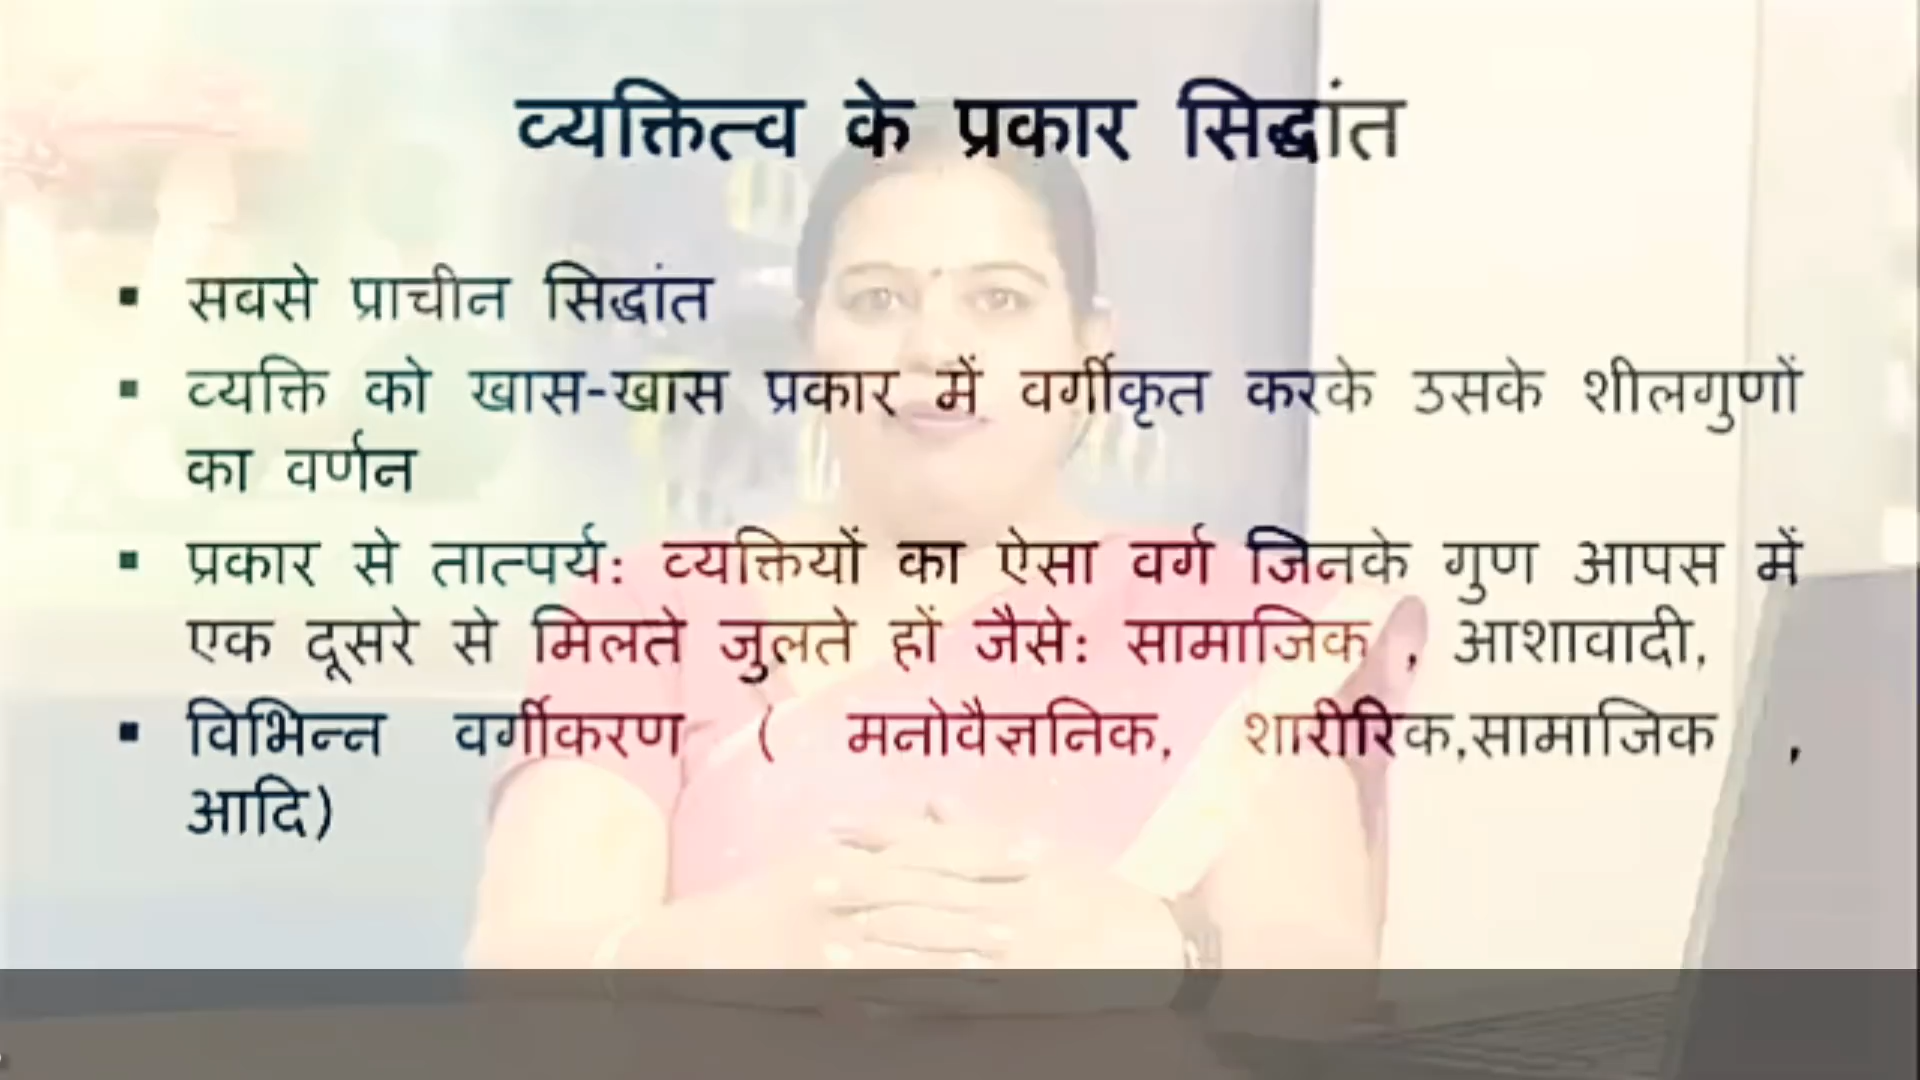 व्यक्तित्व के प्रकार सिद्धांत
▪ सबसे प्राचीन सिद्धांत
▪ व्यक्ति को खास-खास प्रकार में वर्गीकृत करके उसके शीलगुणों
का वर्णन
▪ प्रकार से तात्पर्य: व्यक्तियों का ऐसा वर्ग जिनके गुण आपस में
एक दूसरे से मिलते जुलते हों जैसे: सामाजिक , आशावादी,
▪ विभिन्न वर्गीकरण ( मनोवैज्ञनिक, शारीरिक,सामाजिक ,
आदि)